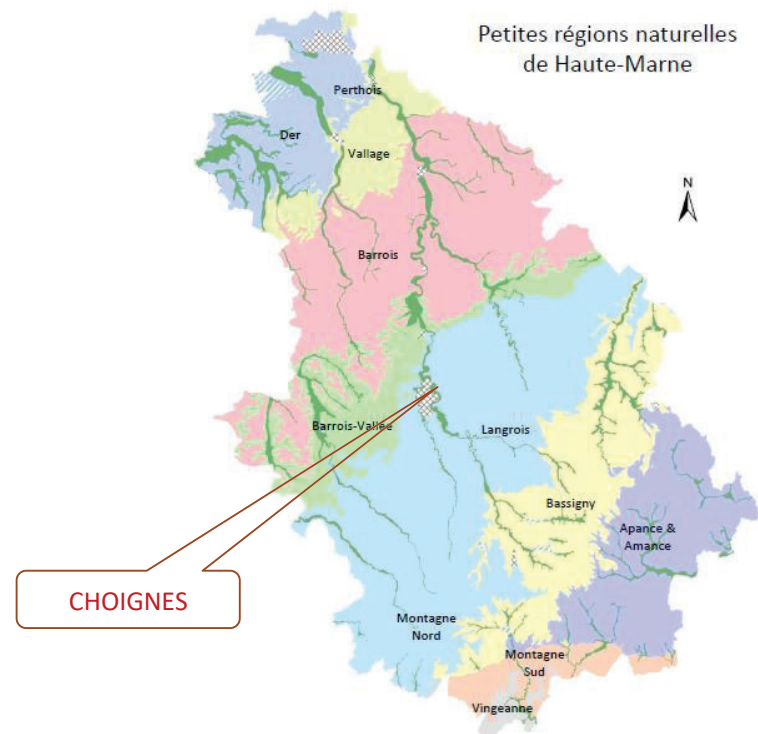 Petites régions naturelles
de Haute-Marne
Perthois
Der
Vallage
N
Barrois
Barrois-Vallée
Langrois
Bassigny
Apance &
Amance
CHOIGNES
Montagne
Nord
Montagne
Sud
Vingeanne